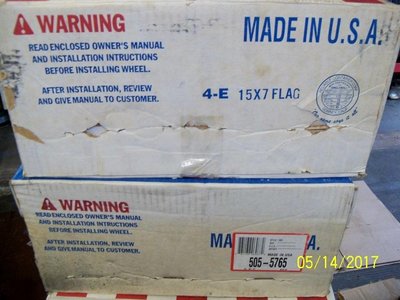 WARNING
MADE IN U.S.A.
READ ENCLOSED OWNER'S MANUAL
AND INSTALLATION INSTRUCTIONS
BEFORE INSTALLING WHEEL.
AFTER INSTALLATION, REVIEW
AND GIVE MANUAL TO CUSTOMER.
4-E 15X7 FLAG
WARNING
READ ENCLOSED OWNER'S MANUAL
AND INSTALLATION INSTRUCTIONS
BEFORE INSTALLING WHEEL.
AFTER INSTALLATION, REVIEW
AND GIVE MANUAL TO CUSTOMER.
MAD
U.S.A.
MADE IN USA
505-5765
05/14/2017